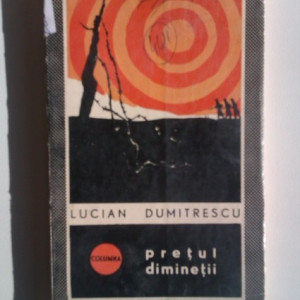 LUCIAN DUMITRESCU
COLUMNA
prețul
dimineții